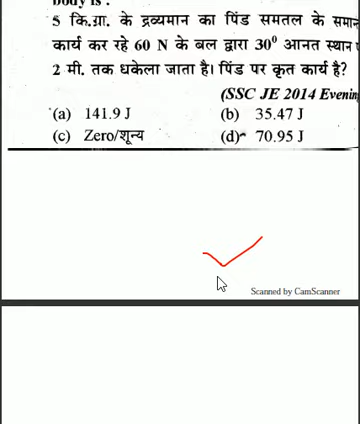 body is :
5 कि.ग्रा. के द्रव्यमान का पिंड समतल के समान
कार्य कर रहे 60 N के बल द्वारा 30⁰ आनत स्थान
2 मी. तक धकेला जाता है। पिंड पर कृत कार्य है?
(SSC JE 2014 Evenin
(a) 141.9 J (b) 35.47 J
(c) Zero/शून्य (d) 70.95 J
Scanned by CamScanner